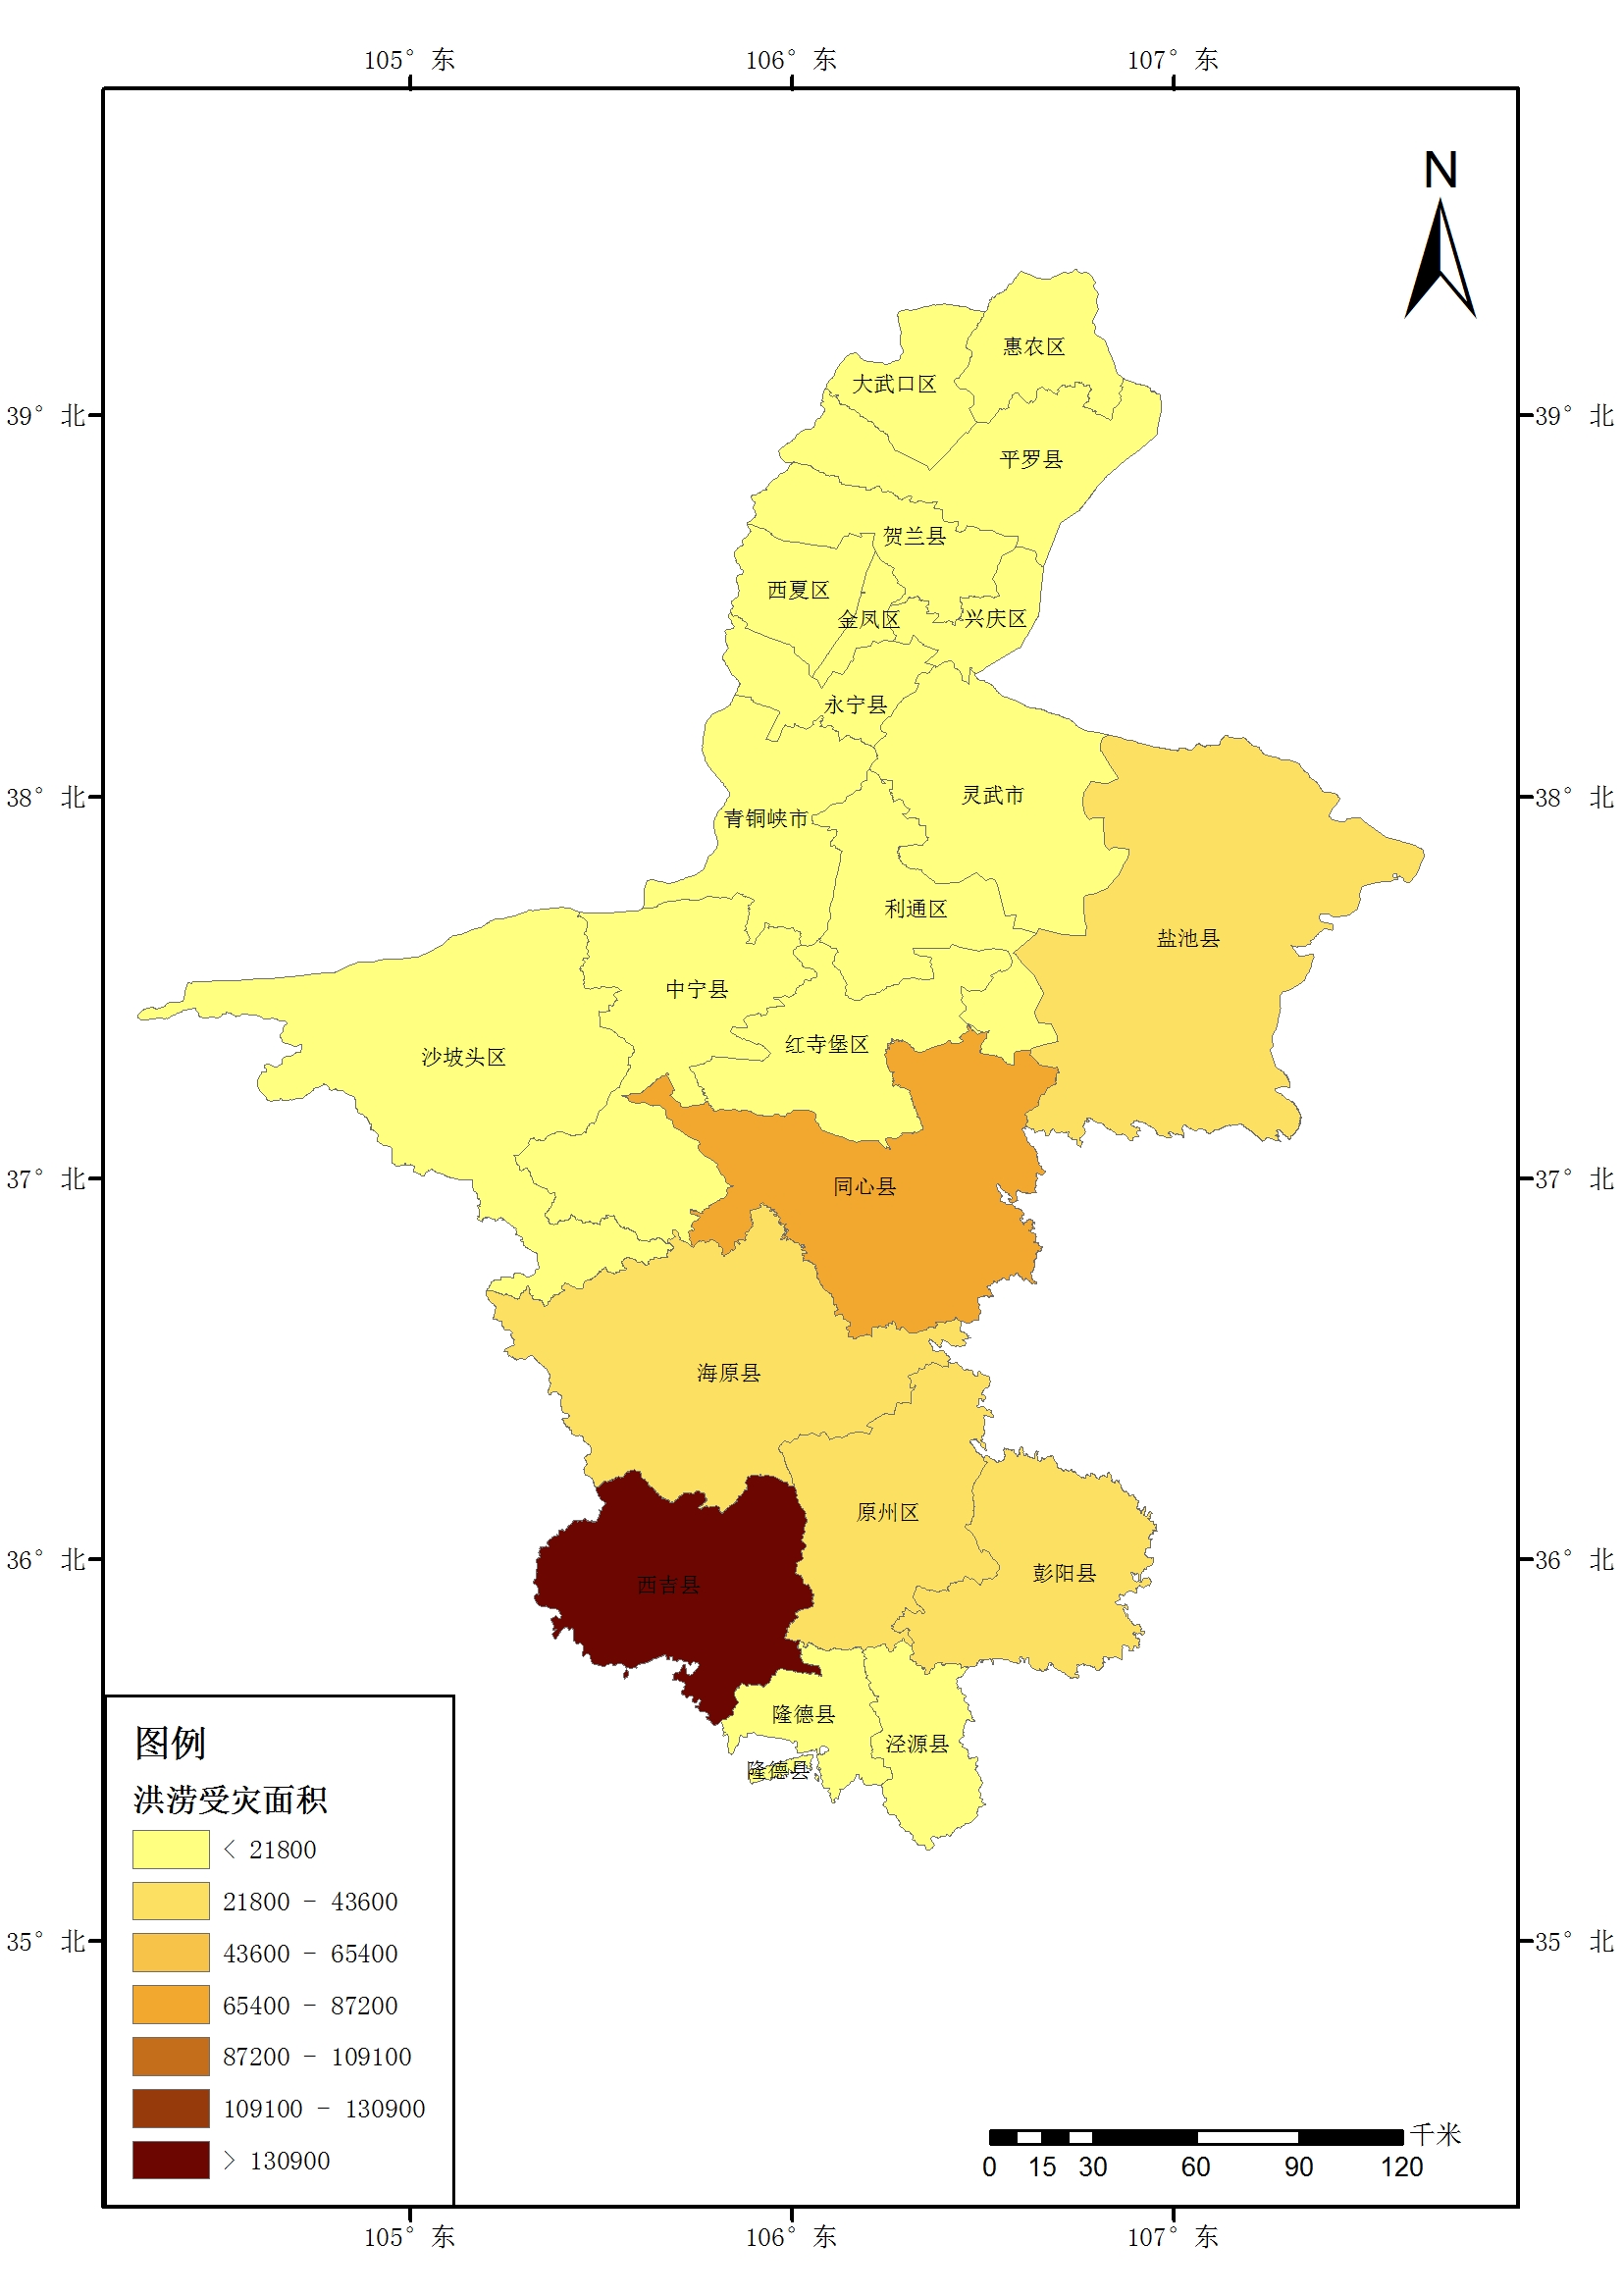 105° 东
106° 东
107° 东
N
惠农区
大武口区
39° 北
39° 北
平罗县
贺兰县
西夏区
金凤区
兴庆区
永宁县
38° 北
灵武市
38° 北
青铜峡市
利通区
盐池县
中宁县
红寺堡区
沙坡头区
37° 北
同心县
37° 北
海原县
原州区
36° 北
彭阳县
36° 北
西吉县
隆德县
泾源县
隆德县
图例
洪涝受灾面积
< 21800
21800 - 43600
35° 北
35° 北
43600 - 65400
65400 - 87200
87200 - 109100
109100 - 130900
> 130900
千米
0 15 30 60 90 120
105° 东
106° 东
107° 东